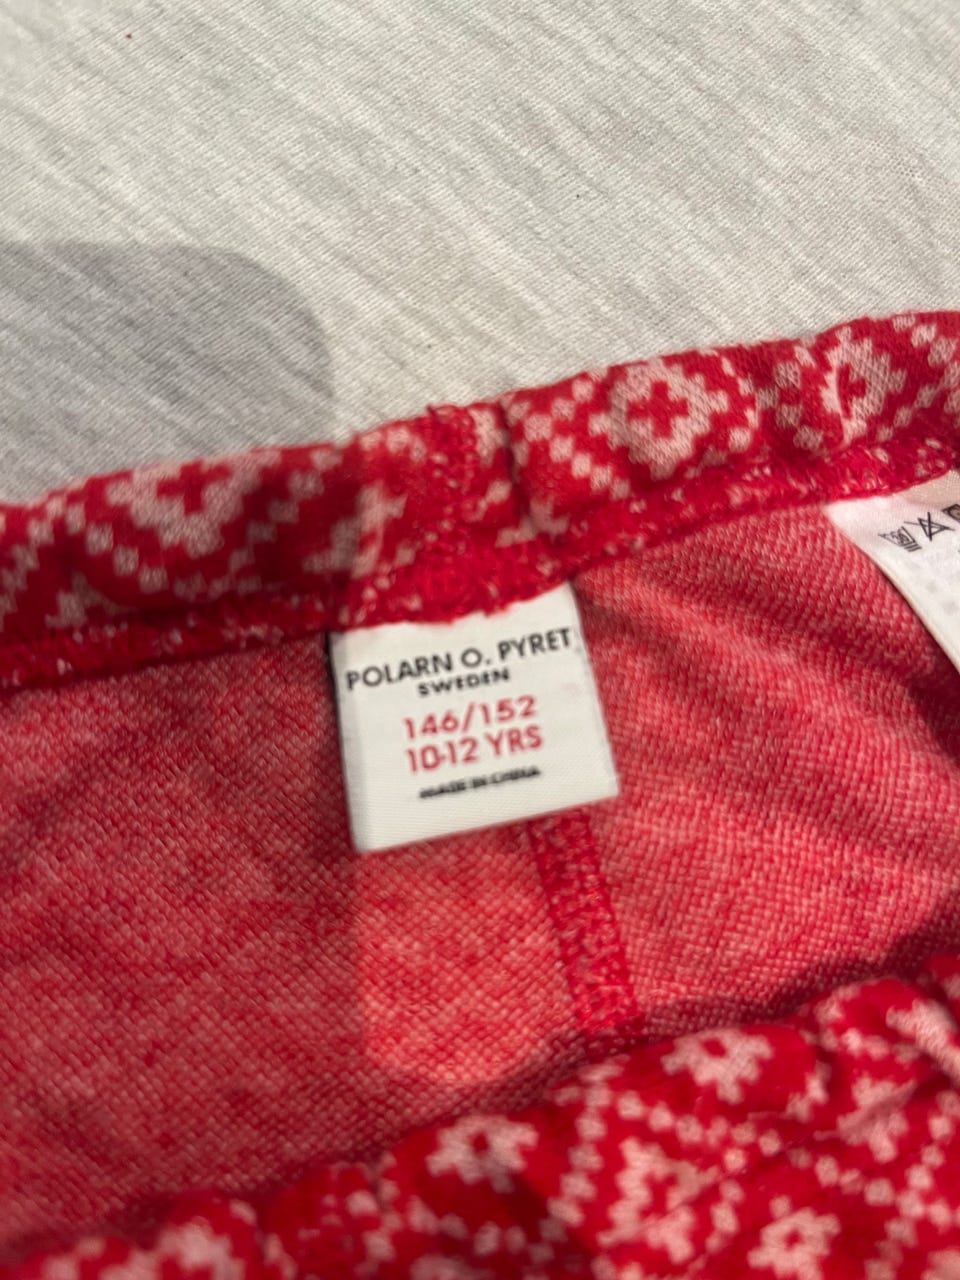 POLARN O. PYRET
SWEDEN
146/152
10-12 YRS
MADE IN CHINA